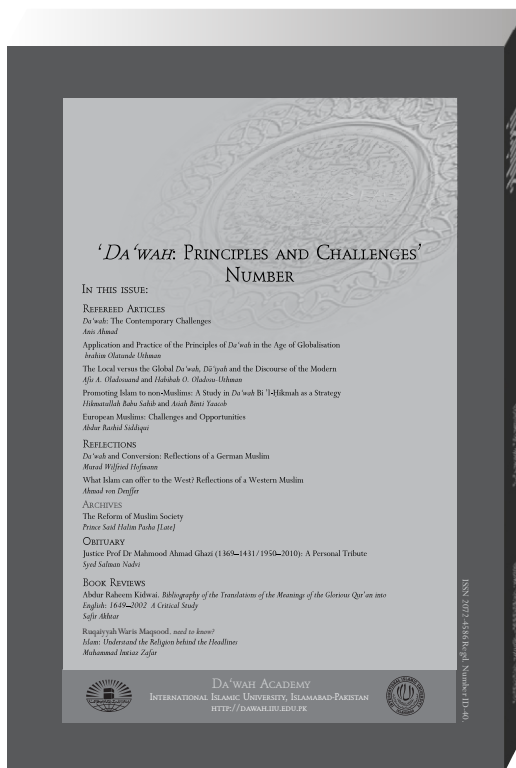 ‘Da‘wah: Principles and Challenges’
Number
In this issue:
Refereed Articles
Da‘wah: The Contemporary Challenges
Anis Ahmad
Application and Practice of the Principles of Da‘wah in the Age of Globalisation
brahim Olatunde Uthman
The Local versus the Global Da‘wah, Dā‘iyah and the Discourse of the Modern
Afis A. Oladosuand and Habibah O. Oladosu-Uthman
Promoting Islam to non-Muslims: A Study in Da‘wah Bi ’l-Ḥikmah as a Strategy
Hikmatullah Babu Sahib and Asiah Binti Yaacob
European Muslims: Challenges and Opportunities
Abdur Rashid Siddiqui
Reflections
Da‘wah and Conversion: Reflections of a German Muslim
Murad Wilfried Hofmann
What Islam can offer to the West? Reflections of a Western Muslim
Ahmad von Denffer
Archives
The Reform of Muslim Society
Prince Said Halim Pasha [Late]
Obituary
Justice Prof Dr Mahmood Ahmad Ghazi (1369–1431/1950–2010): A Personal Tribute
Syed Salman Nadvi
Book Reviews
Abdur Raheem Kidwai. Bibliography of the Translations of the Meanings of the Glorious Qur’an into
English: 1649–2002 A Critical Study
Safir Akhtar
Ruqaiyyah Waris Maqsood. need to know?
Islam: Understand the Religion behind the Headlines
Muhammad Imtiaz Zafar
Da‘wah Academy
International Islamic University, Islamabad-Pakistan
http://dawah.iiu.edu.pk
ISSN 2072-4586 Regd. Number ID-40.